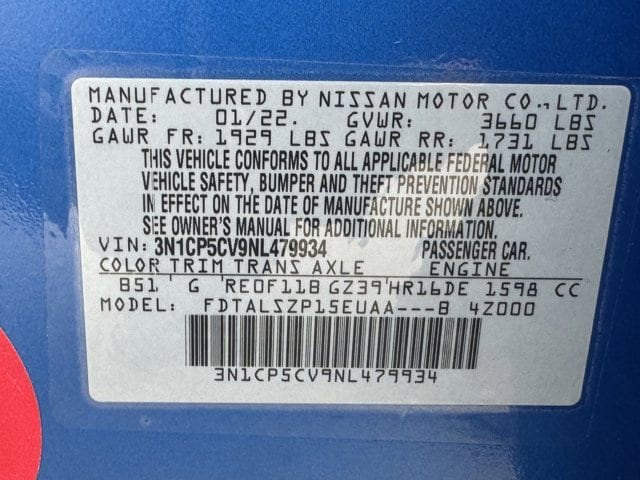 MANUFACTURED BY NISSAN MOTOR CO., LTD.
DATE: 01/22. GVWR: 3660 LBS
GAWR FR: 1929 LBS GAWR RR: 1731 LBS
THIS VEHICLE CONFORMS TO ALL APPLICABLE FEDERAL MOTOR
VEHICLE SAFETY, BUMPER AND THEFT PREVENTION STANDARDS
IN EFFECT ON THE DATE OF MANUFACTURE SHOWN ABOVE.
SEE OWNER'S MANUAL FOR ADDITIONAL INFORMATION.
VIN: 3N1CP5CV9NL479934 PASSENGER CAR.
COLOR TRIM TRANS AXLE ENGINE
B51 G RE0F11B GZ39 HR16DE 1598 CC
MODEL: FDTALSZP15EUAA---B 4Z000
3N1CP5CV9NL479934